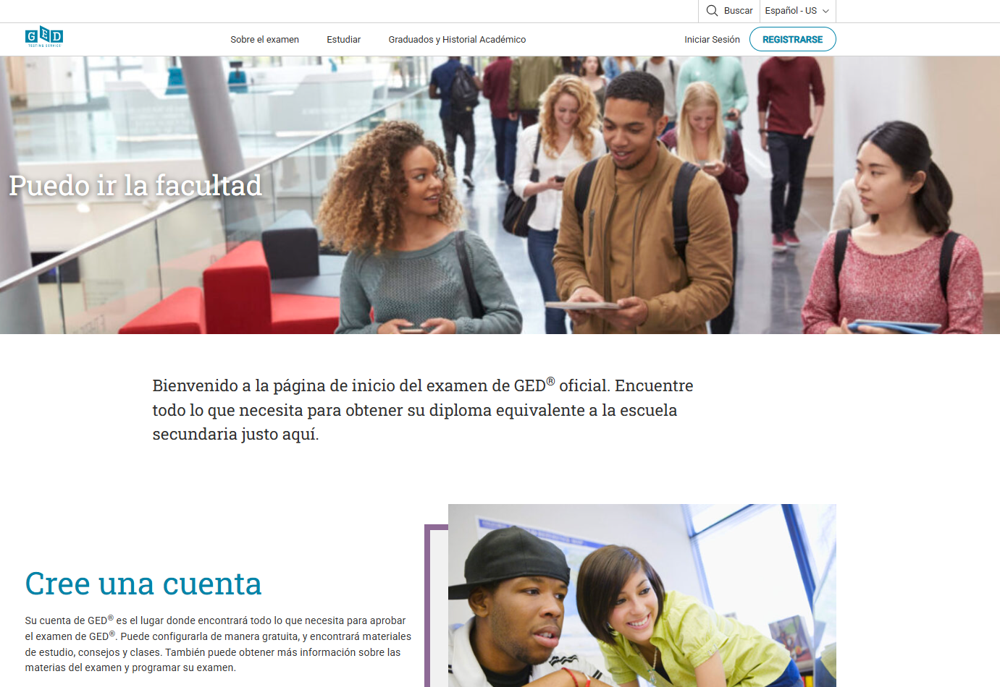 Buscar
Español - US
GED
TESTING SERVICE
Sobre el examen
Estudiar
Graduados y Historial Académico
Iniciar Sesión
REGISTRARSE
Puedo ir la facultad
Bienvenido a la página de inicio del examen de GED® oficial. Encuentre
todo lo que necesita para obtener su diploma equivalente a la escuela
secundaria justo aquí.
Cree una cuenta
Su cuenta de GED® es el lugar donde encontrará todo lo que necesita para aprobar
el examen de GED®. Puede configurarla de manera gratuita, y encontrará materiales
de estudio, consejos y clases. También puede obtener más información sobre las
materias del examen y programar su examen.